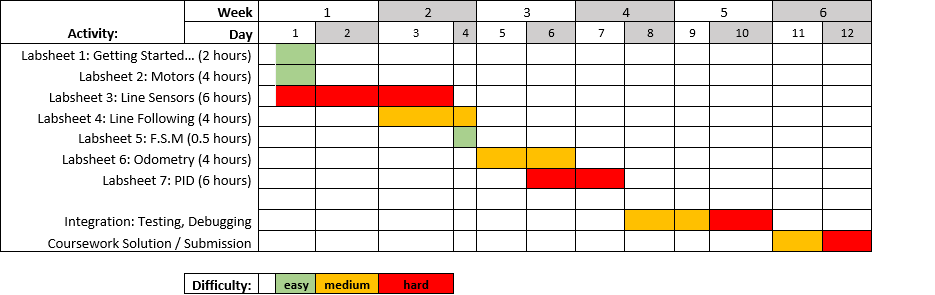 Week 1 2 3 4 5 6
Activity: Day 1 2 3 4 5 6 7 8 9 10 11 12
Labsheet 1: Getting Started... (2 hours)
Labsheet 2: Motors (4 hours)
Labsheet 3: Line Sensors (6 hours)
Labsheet 4: Line Following (4 hours)
Labsheet 5: F.S.M (0.5 hours)
Labsheet 6: Odometry (4 hours)
Labsheet 7: PID (6 hours)
Integration: Testing, Debugging
Coursework Solution / Submission
Difficulty: easy medium hard